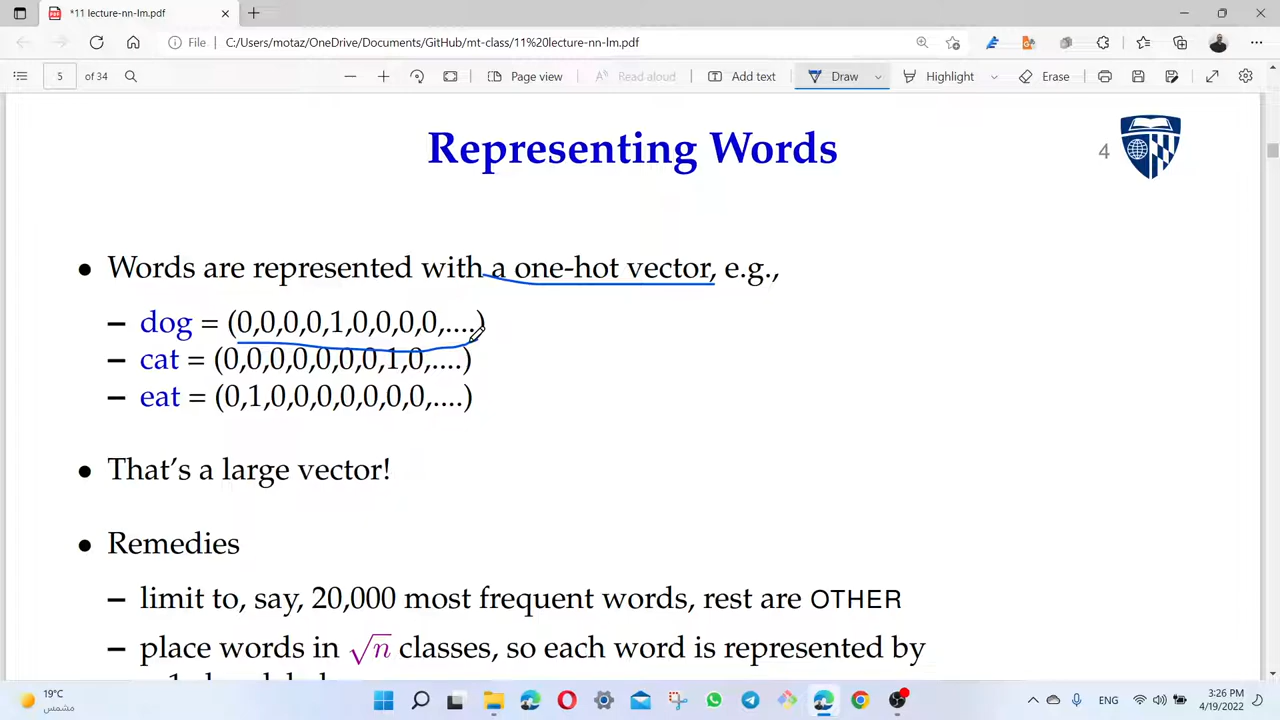 *11 lecture-nn-lm.pdf
File
C:/Users/motaz/OneDrive/Documents/GitHub/mt-class/11%20lecture-nn-lm.pdf
5 of 34
Page view
Read aloud
Add text
Draw
Highlight
Erase
Representing Words
4
• Words are represented with a one-hot vector, e.g.,
– dog = (0,0,0,0,1,0,0,0,0,....)
– cat = (0,0,0,0,0,0,0,1,0,....)
– eat = (0,1,0,0,0,0,0,0,0,....)
• That's a large vector!
• Remedies
– limit to, say, 20,000 most frequent words, rest are OTHER
– place words in √n classes, so each word is represented by
19°C
مشمس
ENG
3:26 PM
4/19/2022